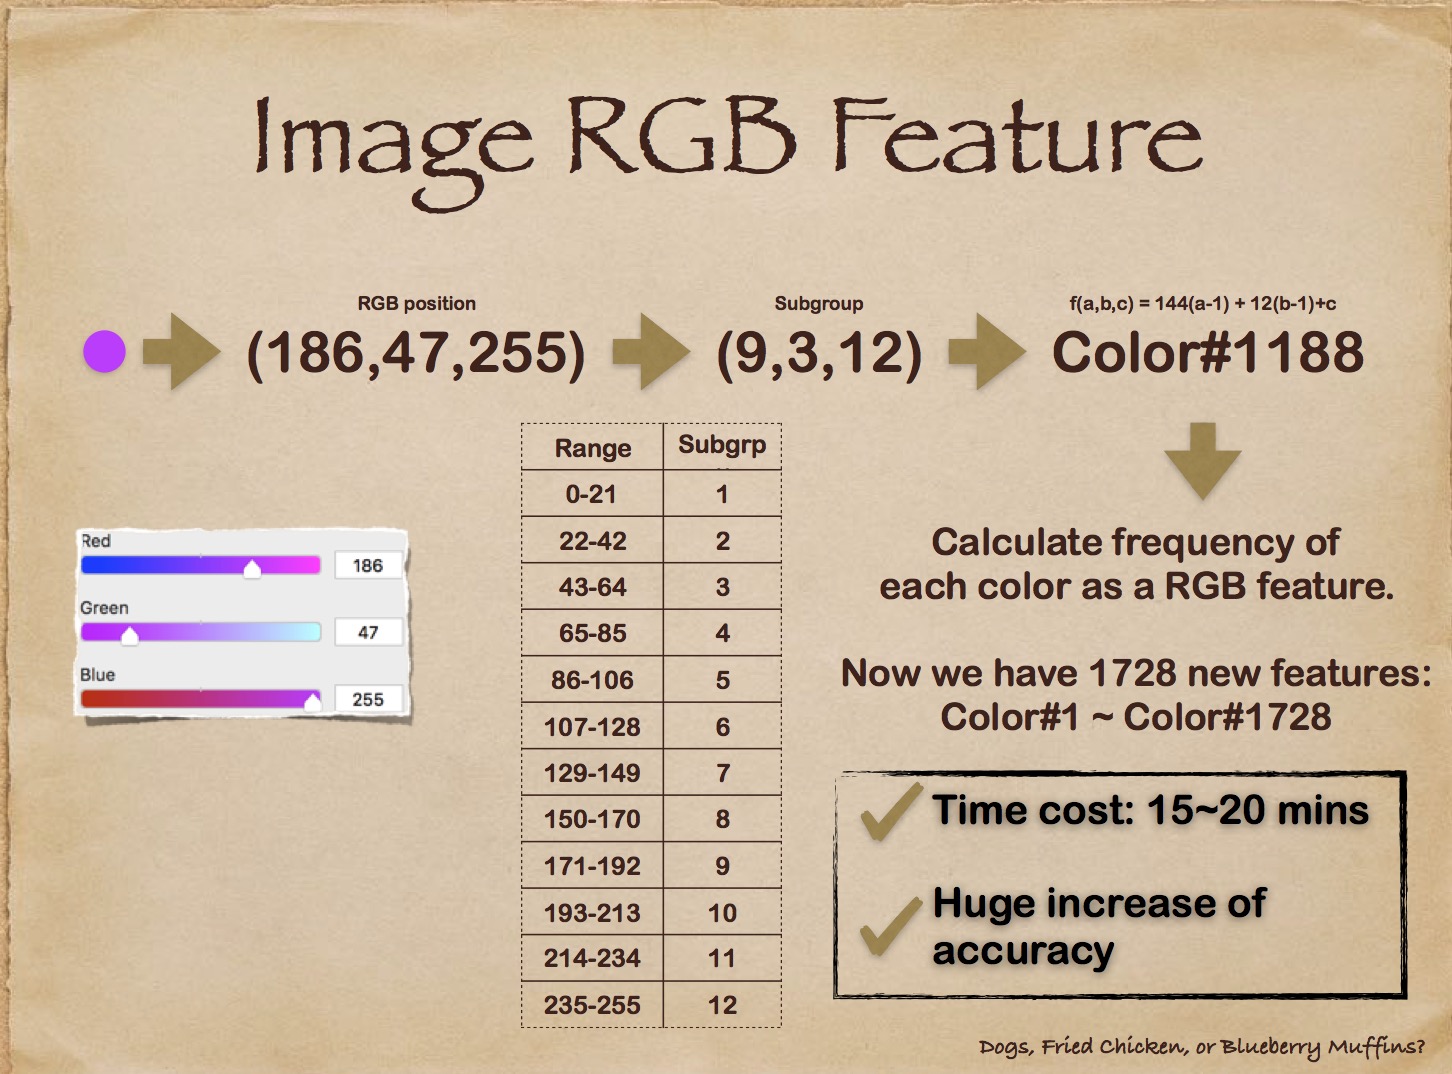 Image RGB Feature
RGB position
Subgroup
f(a,b,c) = 144(a-1) + 12(b-1)+c
(186,47,255)
(9,3,12)
Color#1188
Range Subgrp
0-21 1
22-42 2
43-64 3
65-85 4
86-106 5
107-128 6
129-149 7
150-170 8
171-192 9
193-213 10
214-234 11
235-255 12
Red
186
Green
47
Blue
255
Calculate frequency of
each color as a RGB feature.
Now we have 1728 new features:
Color#1 ~ Color#1728
Time cost: 15~20 mins
Huge increase of
accuracy
Dogs, Fried Chicken, or Blueberry Muffins?